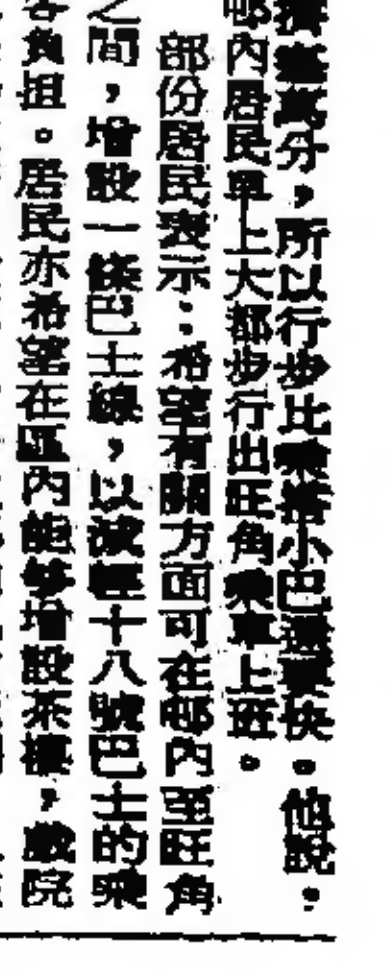 擠塞萬分，所以行步比乘搭小巴還要快。他說，
邨內居民早上大都步行出旺角乘車上班。
部份居民表示：希望有關方面可在邨內至旺角
之間，增設一條巴士線，以減輕十八號巴士的乘
客負担。居民亦希望在區內能够增設茶樓，戲院